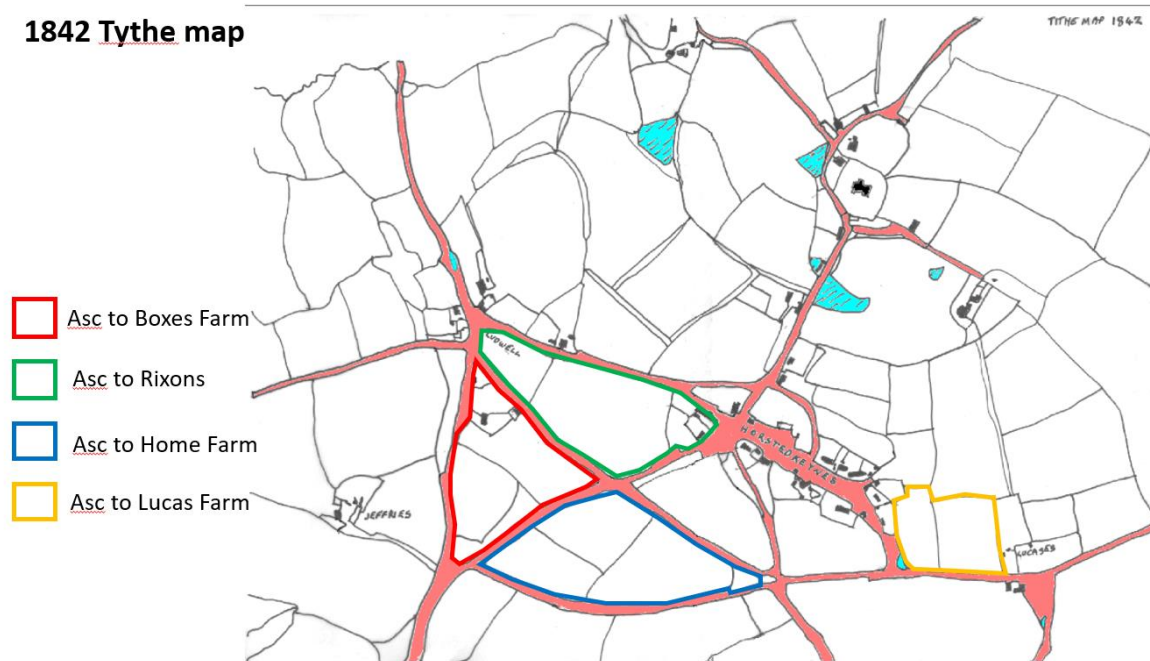 1842 Tythe map
TITHE MAP 1842
Asc to Boxes Farm
Asc to Rixons
Asc to Home Farm
Asc to Lucas Farm
LUDWELL
HORSTED KEYNES
JEFFRIES
LUCASES